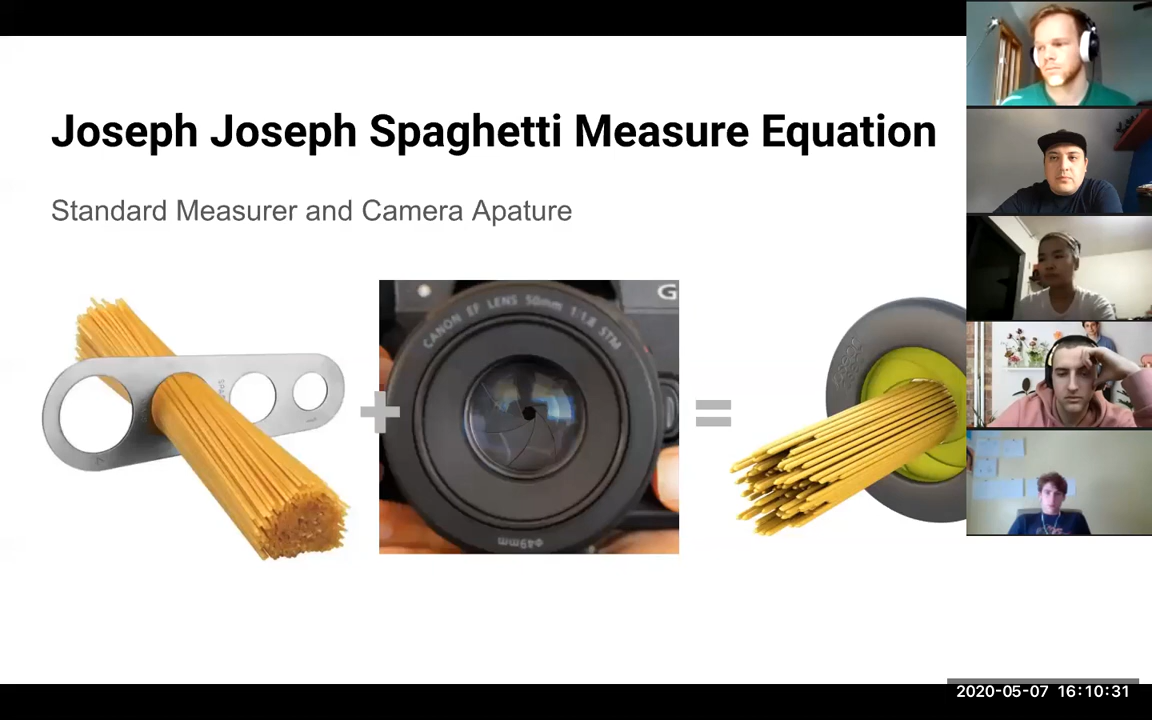 Joseph Joseph Spaghetti Measure Equation
Standard Measurer and Camera Apature
CANON EF LENS 50mm 1:1.8 STM
G
ø49mm
+
=
2020-05-07 16:10:31